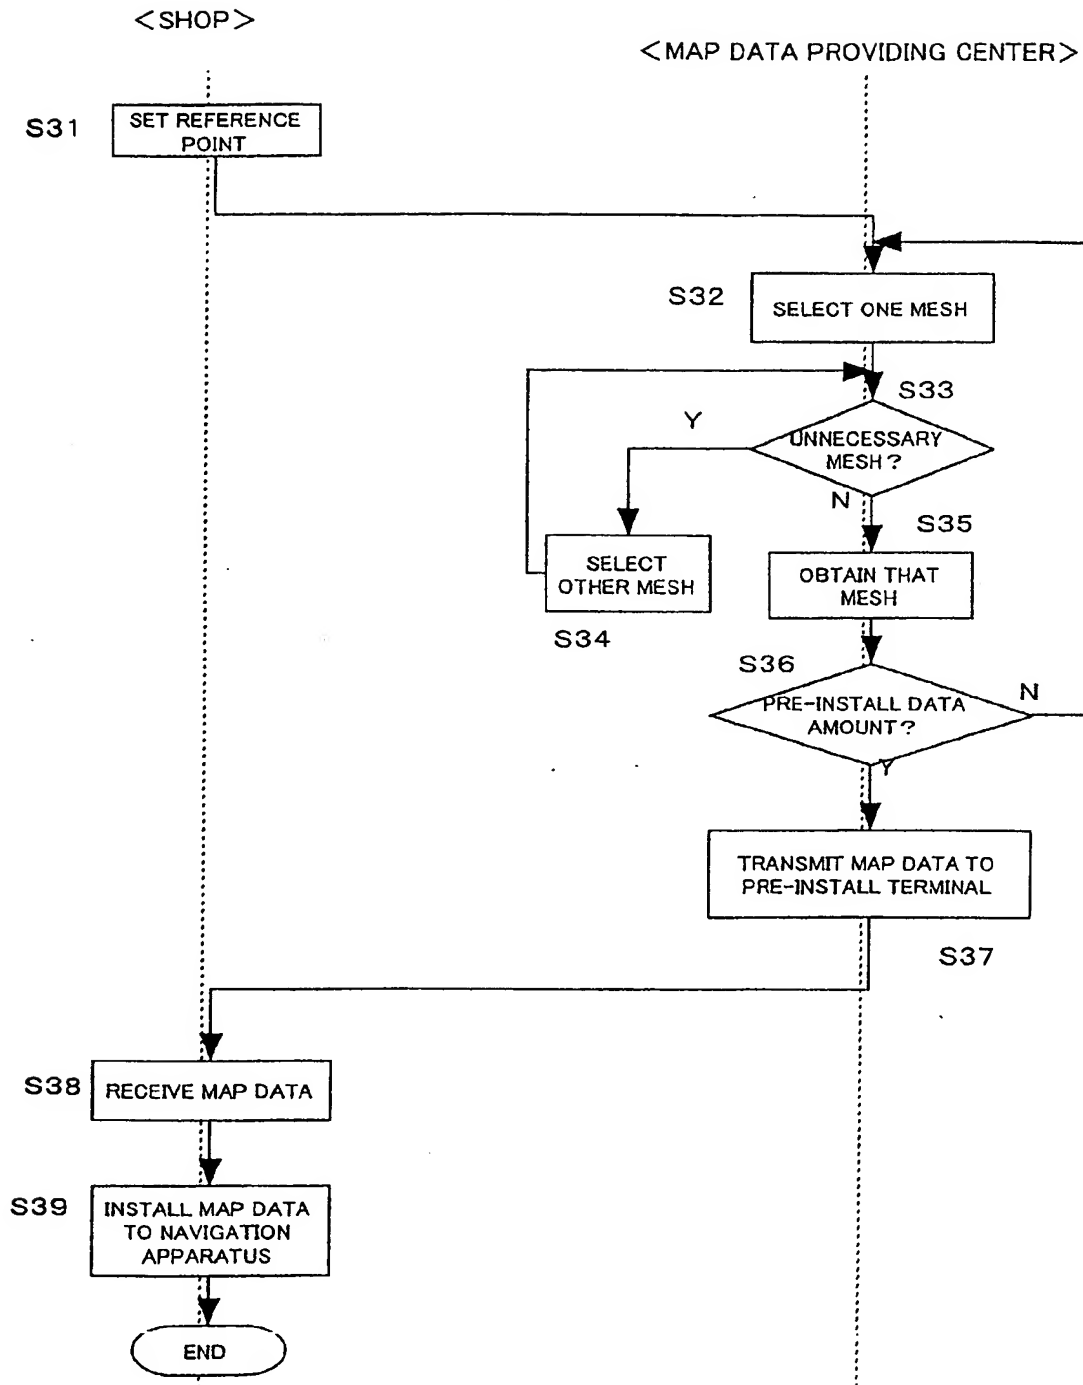 <SHOP>
<MAP DATA PROVIDING CENTER>
S31
SET REFERENCE
POINT
S32
SELECT ONE MESH
S33
Y
UNNECESSARY
MESH?
N
S35
SELECT
OTHER MESH
OBTAIN THAT
MESH
S34
S36
N
PRE-INSTALL DATA
AMOUNT?
Y
TRANSMIT MAP DATA TO
PRE-INSTALL TERMINAL
S37
S38
RECEIVE MAP DATA
S39
INSTALL MAP DATA
TO NAVIGATION
APPARATUS
END